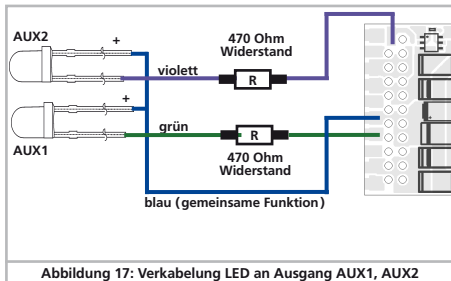 AUX2
+
470 Ohm
Widerstand
violett
R
+
grün
R
AUX1
470 Ohm
Widerstand
blau (gemeinsame Funktion)
Abbildung 17: Verkabelung LED an Ausgang AUX1, AUX2